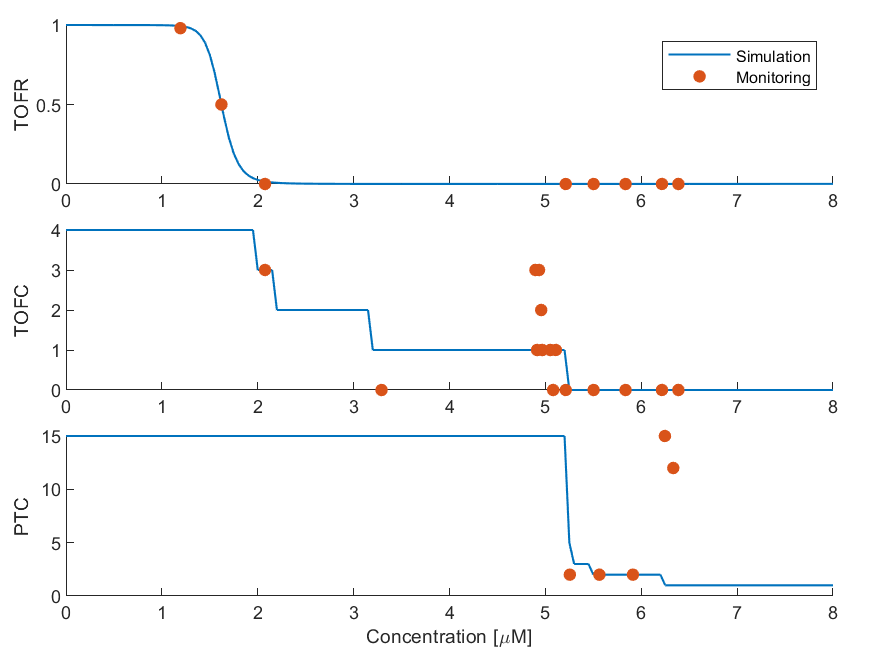 TOFR
1
0.5
0
0 1 2 3 4 5 6 7 8
Simulation
Monitoring
TOFC
4
3
2
1
0
0 1 2 3 4 5 6 7 8
PTC
15
10
5
0
0 1 2 3 4 5 6 7 8
Concentration [μM]